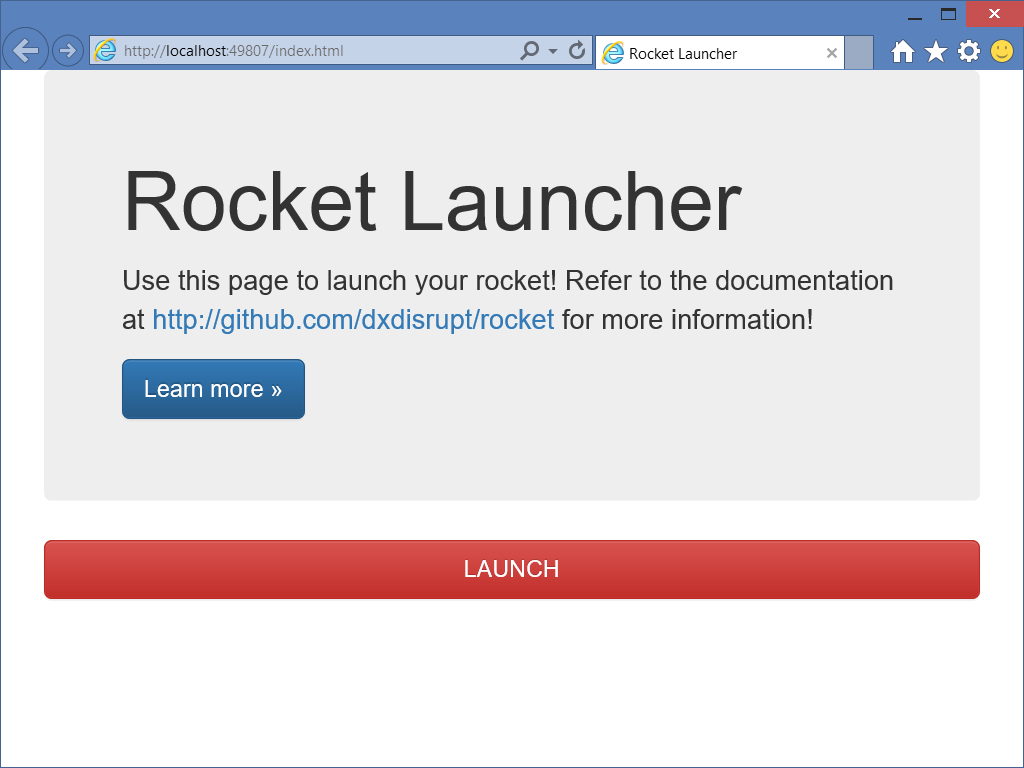 http://localhost:49807/index.html
Rocket Launcher
Rocket Launcher
Use this page to launch your rocket! Refer to the documentation
at http://github.com/dxdisrupt/rocket for more information!
Learn more »
LAUNCH